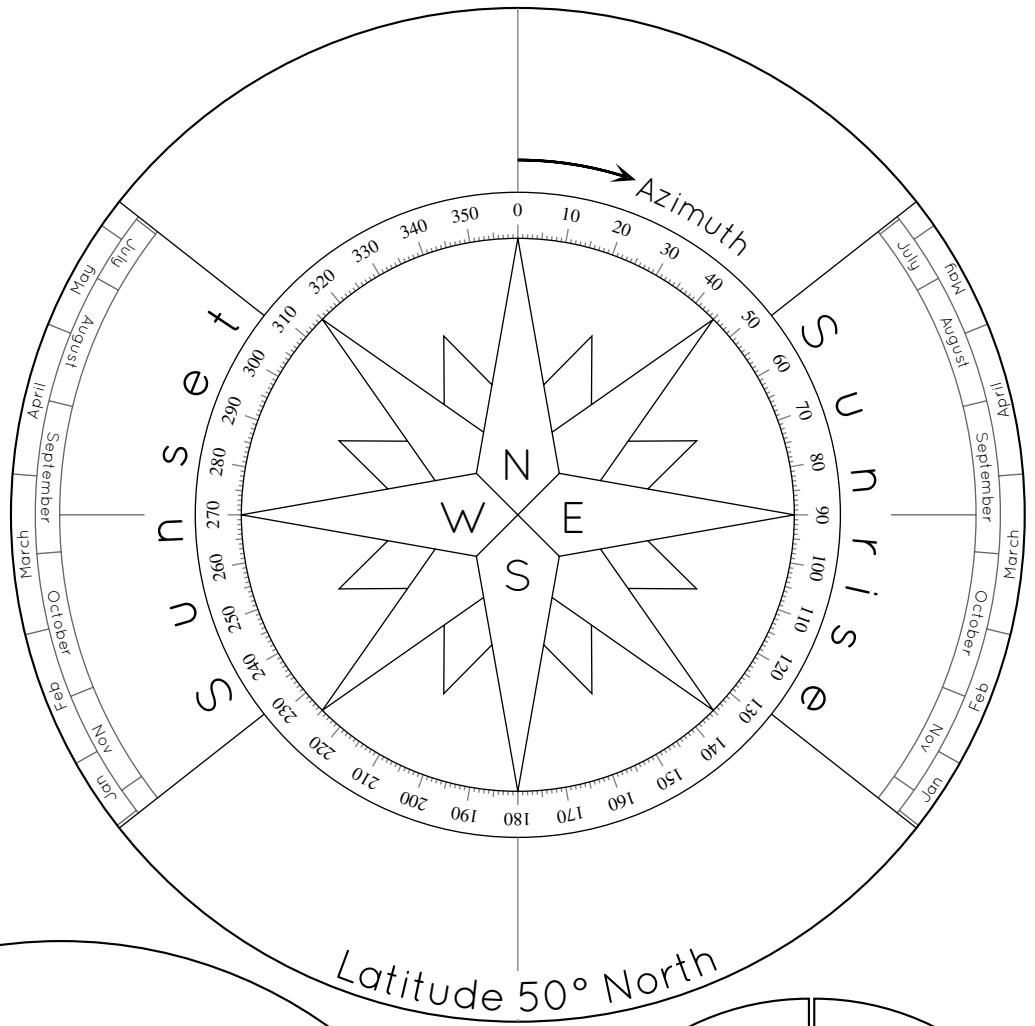 Azimuth
0
10
20
30
40
50
60
70
80
90
100
110
120
130
140
150
160
170
180
190
200
210
220
230
240
250
260
270
280
290
300
310
320
330
340
350
N
E
S
W
Sunset
Sunrise
May
April
March
Feb
Jan
July
August
September
October
Nov
May
April
March
Feb
Jan
July
August
September
October
Nov
Latitude 50° North